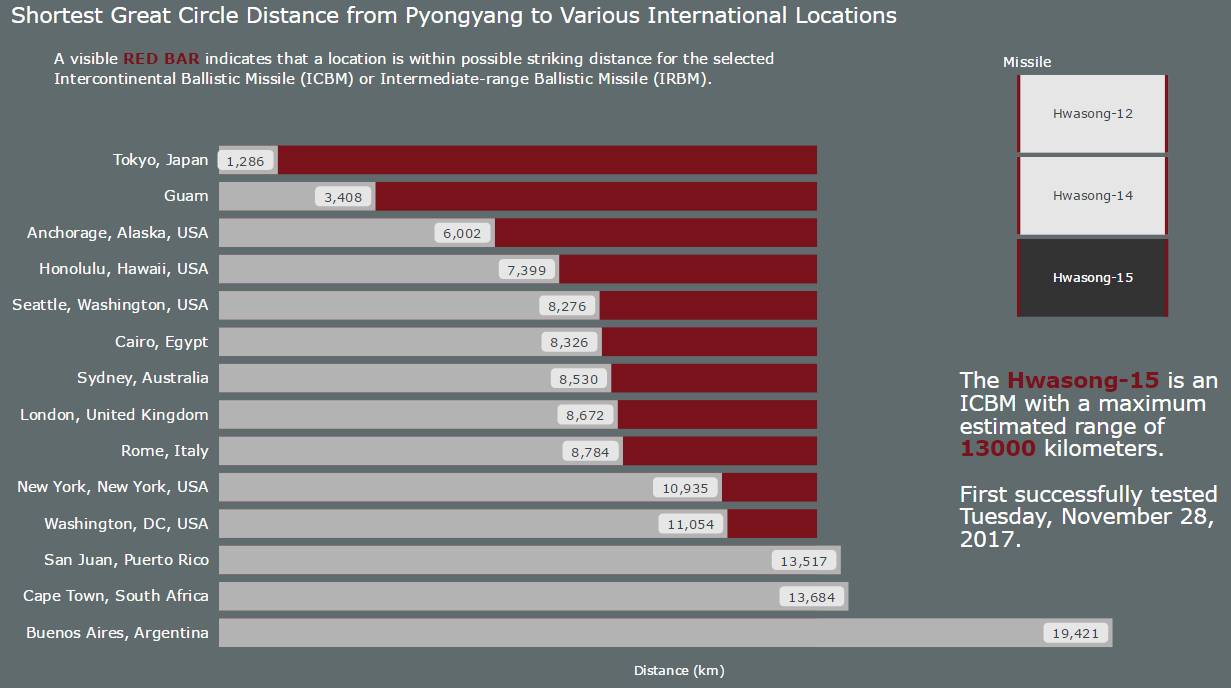 Shortest Great Circle Distance from Pyongyang to Various International Locations
A visible RED BAR indicates that a location is within possible striking distance for the selected
Intercontinental Ballistic Missile (ICBM) or Intermediate-range Ballistic Missile (IRBM).
Missile
Hwasong-12
Hwasong-14
Hwasong-15
Tokyo, Japan 1,286
Guam 3,408
Anchorage, Alaska, USA 6,002
Honolulu, Hawaii, USA 7,399
Seattle, Washington, USA 8,276
Cairo, Egypt 8,326
Sydney, Australia 8,530
London, United Kingdom 8,672
Rome, Italy 8,784
New York, New York, USA 10,935
Washington, DC, USA 11,054
San Juan, Puerto Rico 13,517
Cape Town, South Africa 13,684
Buenos Aires, Argentina 19,421
Distance (km)
The Hwasong-15 is an
ICBM with a maximum
estimated range of
13000 kilometers.
First successfully tested
Tuesday, November 28,
2017.